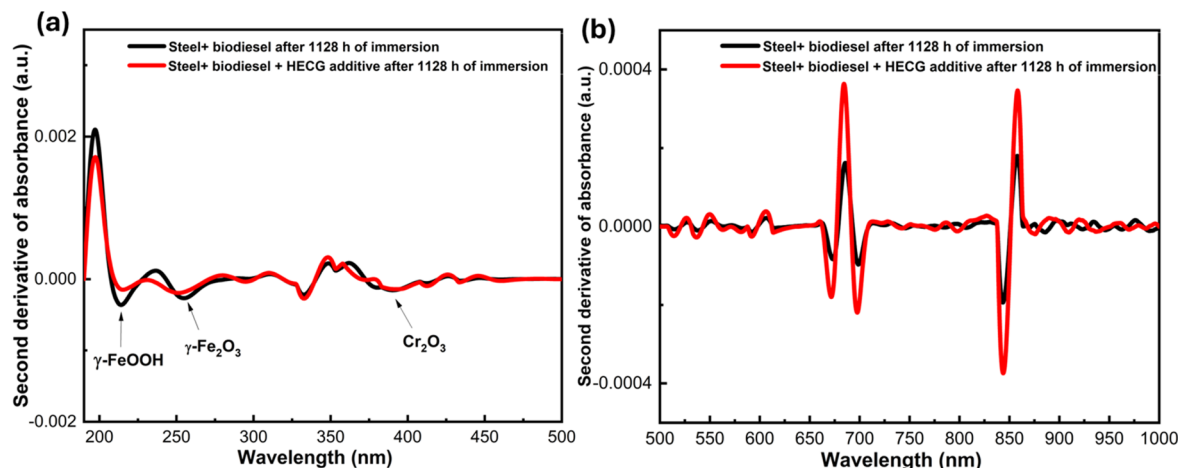 (a)
Steel+ biodiesel after 1128 h of immersion
Steel+ biodiesel + HECG additive after 1128 h of immersion
Second derivative of absorbance (a.u.)
0.002
0.000
-0.002
γ-FeOOH
γ-Fe₂O₃
Cr₂O₃
200 250 300 350 400 450 500
Wavelength (nm)
(b)
Steel+ biodiesel after 1128 h of immersion
Steel+ biodiesel + HECG additive after 1128 h of immersion
Second derivative of absorbance (a.u.)
0.0004
0.0000
-0.0004
500 550 600 650 700 750 800 850 900 950 1000
Wavelength (nm)